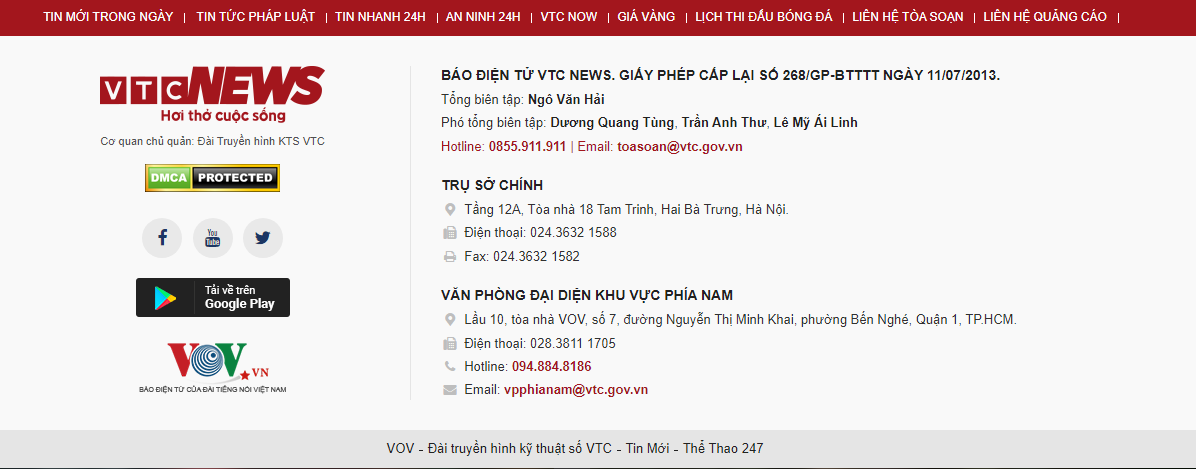 TIN MỚI TRONG NGÀY | TIN TỨC PHÁP LUẬT | TIN NHANH 24H | AN NINH 24H | VTC NOW | GIÁ VÀNG | LỊCH THI ĐẤU BÓNG ĐÁ | LIÊN HỆ TÒA SOẠN | LIÊN HỆ QUẢNG CÁO |
VTC NEWS
Hơi thở cuộc sống
Cơ quan chủ quản: Đài Truyền hình KTS VTC
DMCA PROTECTED
You Tube
Tải về trên
Google Play
VOV.VN
BÁO ĐIỆN TỬ CỦA ĐÀI TIẾNG NÓI VIỆT NAM
BÁO ĐIỆN TỬ VTC NEWS. GIẤY PHÉP CẤP LẠI SỐ 268/GP-BTTTT NGÀY 11/07/2013.
Tổng biên tập: Ngô Văn Hải
Phó tổng biên tập: Dương Quang Tùng, Trần Anh Thư, Lê Mỹ Ái Linh
Hotline: 0855.911.911 | Email: toasoan@vtc.gov.vn
TRỤ SỞ CHÍNH
Tầng 12A, Tòa nhà 18 Tam Trinh, Hai Bà Trưng, Hà Nội.
Điện thoại: 024.3632 1588
Fax: 024.3632 1582
VĂN PHÒNG ĐẠI DIỆN KHU VỰC PHÍA NAM
Lầu 10, tòa nhà VOV, số 7, đường Nguyễn Thị Minh Khai, phường Bến Nghé, Quận 1, TP.HCM.
Điện thoại: 028.3811 1705
Hotline: 094.884.8186
Email: vpphianam@vtc.gov.vn
VOV - Đài truyền hình kỹ thuật số VTC - Tin Mới - Thể Thao 247